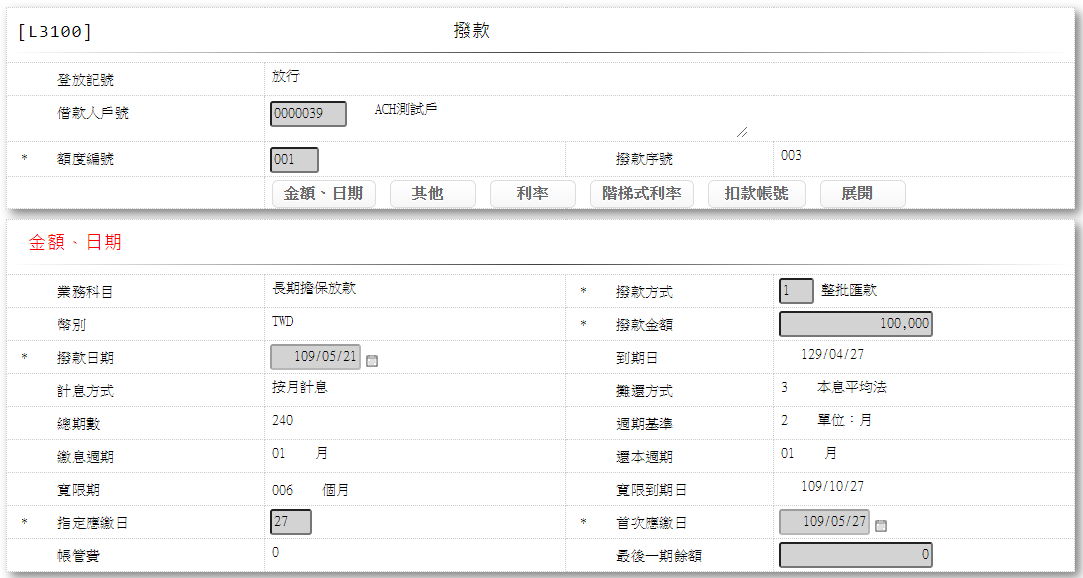 [L3100] 撥款
登放記號 放行
借款人戶號 0000039 ACH測試戶
* 額度編號 001 撥款序號 003
金額、日期 其他 利率 階梯式利率 扣款帳號 展開
金額、日期
業務科目 長期擔保放款 * 撥款方式 1 整批匯款
幣別 TWD * 撥款金額 100,000
* 撥款日期 109/05/21 到期日 129/04/27
計息方式 按月計息 攤還方式 3 本息平均法
總期數 240 週期基準 2 單位：月
繳息週期 01 月 還本週期 01 月
寬限期 006 個月 寬限到期日 109/10/27
* 指定應繳日 27 * 首次應繳日 109/05/27
帳管費 0 最後一期餘額 0